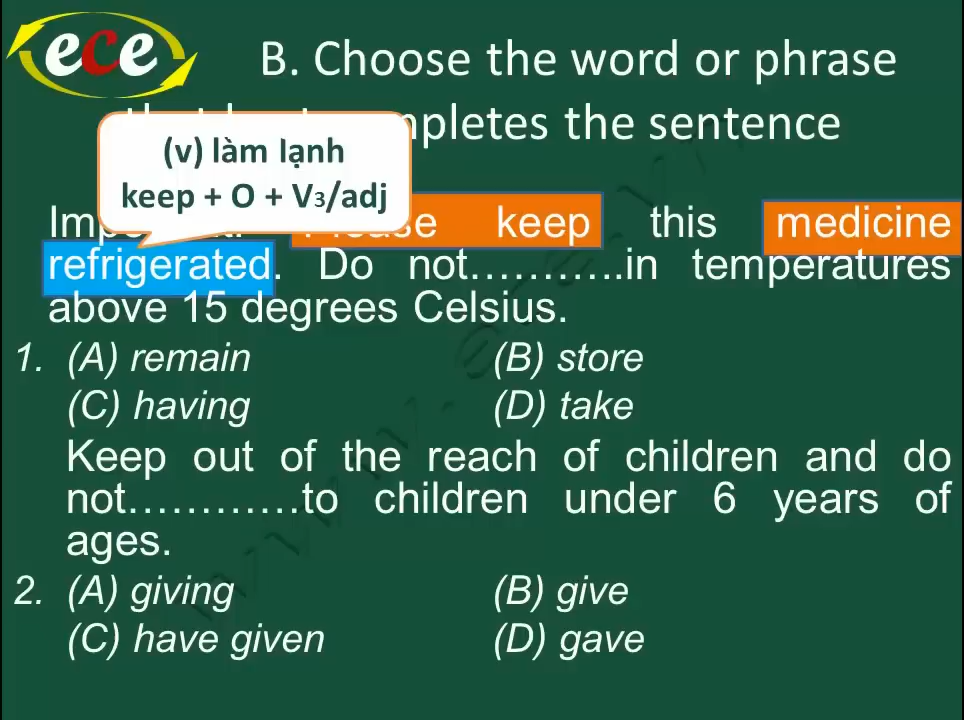 ece
B. Choose the word or phrase
completes the sentence
(v) làm lạnh
keep + O + V3/adj
keep this medicine
refrigerated. Do not………..in temperatures
above 15 degrees Celsius.
1. (A) remain (B) store
(C) having (D) take
Keep out of the reach of children and do
not…………to children under 6 years of
ages.
2. (A) giving (B) give
(C) have given (D) gave